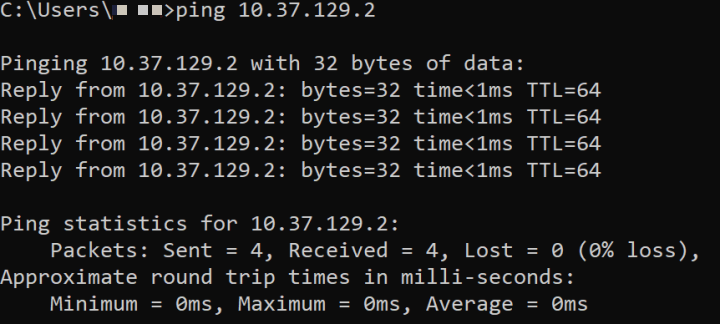 C:\Users\ >ping 10.37.129.2
Pinging 10.37.129.2 with 32 bytes of data:
Reply from 10.37.129.2: bytes=32 time<1ms TTL=64
Reply from 10.37.129.2: bytes=32 time<1ms TTL=64
Reply from 10.37.129.2: bytes=32 time<1ms TTL=64
Reply from 10.37.129.2: bytes=32 time<1ms TTL=64
Ping statistics for 10.37.129.2:
Packets: Sent = 4, Received = 4, Lost = 0 (0% loss),
Approximate round trip times in milli-seconds:
Minimum = 0ms, Maximum = 0ms, Average = 0ms